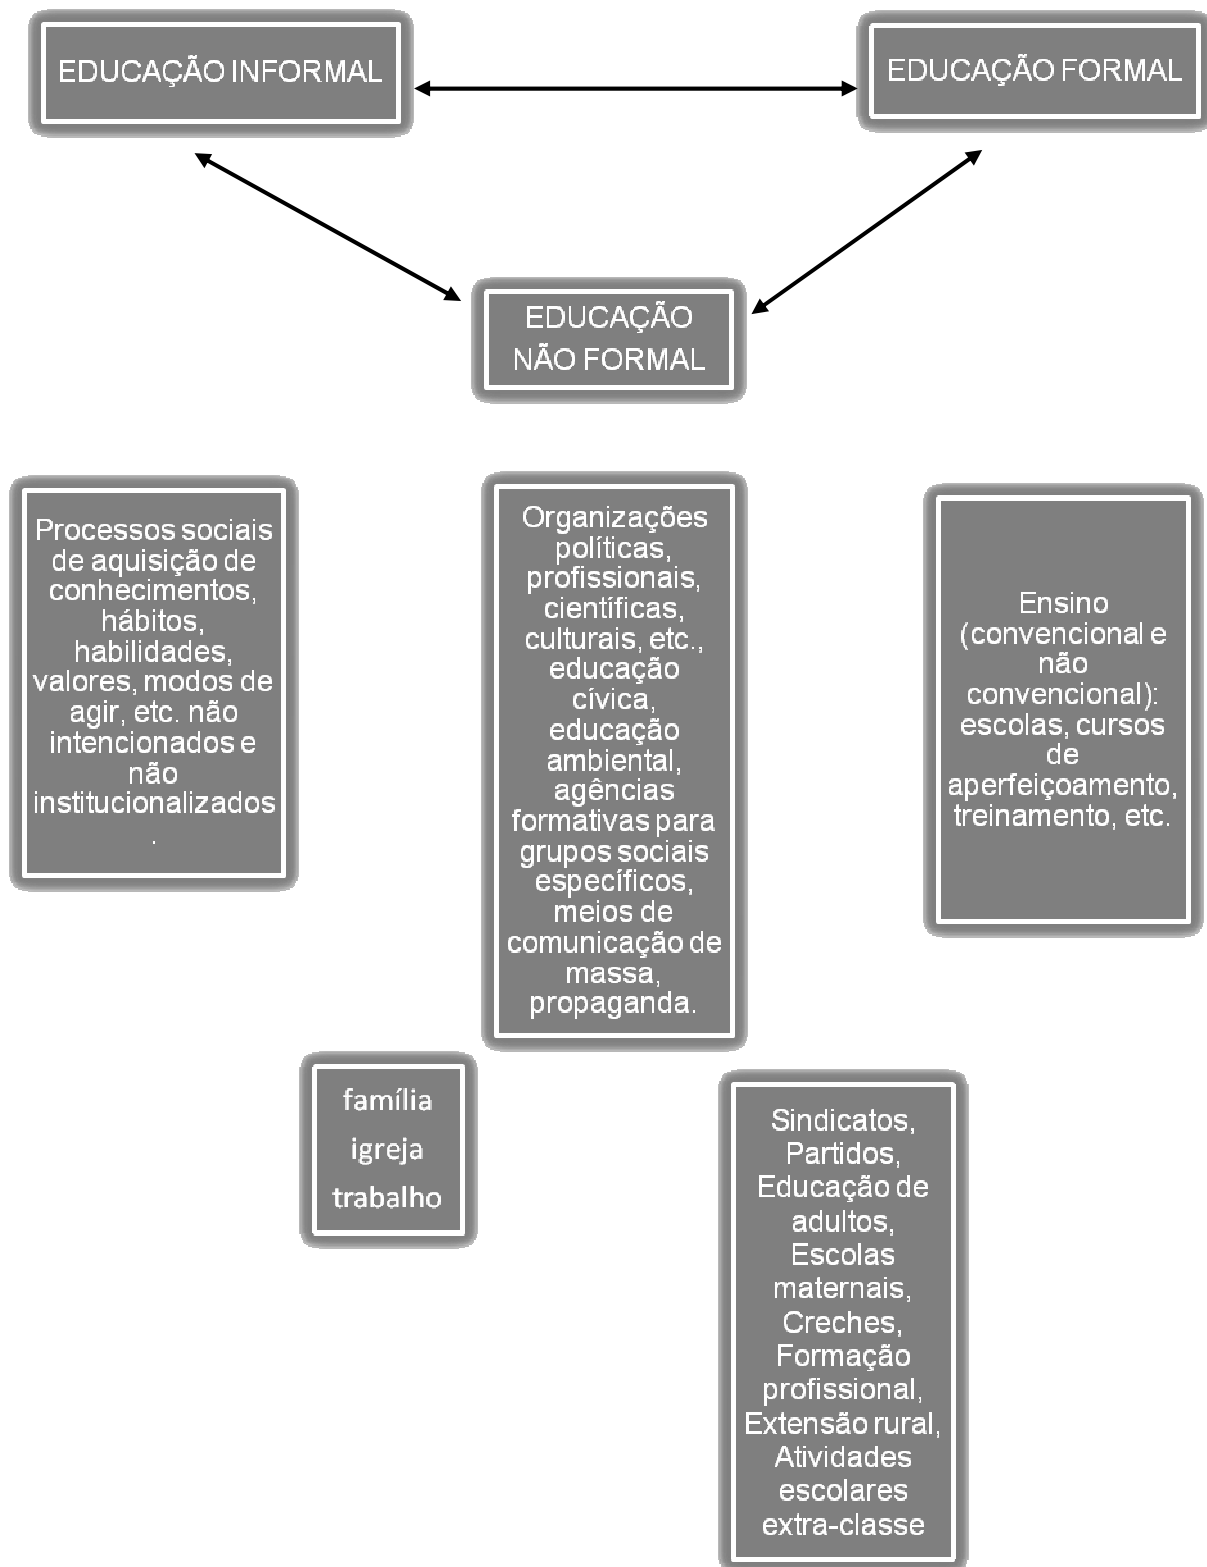 EDUCAÇÃO INFORMAL
EDUCAÇÃO FORMAL
EDUCAÇÃO
NÃO FORMAL
Processos sociais
de aquisição de
conhecimentos,
hábitos,
habilidades,
valores, modos de
agir, etc. não
intencionados e
não
institucionalizados
.
Organizações
políticas,
profissionais,
científicas,
culturais, etc.,
educação
cívica,
educação
ambiental,
agências
formativas para
grupos sociais
específicos,
meios de
comunicação de
massa,
propaganda.
Ensino
(convencional e
não
convencional):
escolas, cursos
de
aperfeiçoamento,
treinamento, etc.
família
igreja
trabalho
Sindicatos,
Partidos,
Educação de
adultos,
Escolas
maternais,
Creches,
Formação
profissional,
Extensão rural,
Atividades
escolares
extra-classe